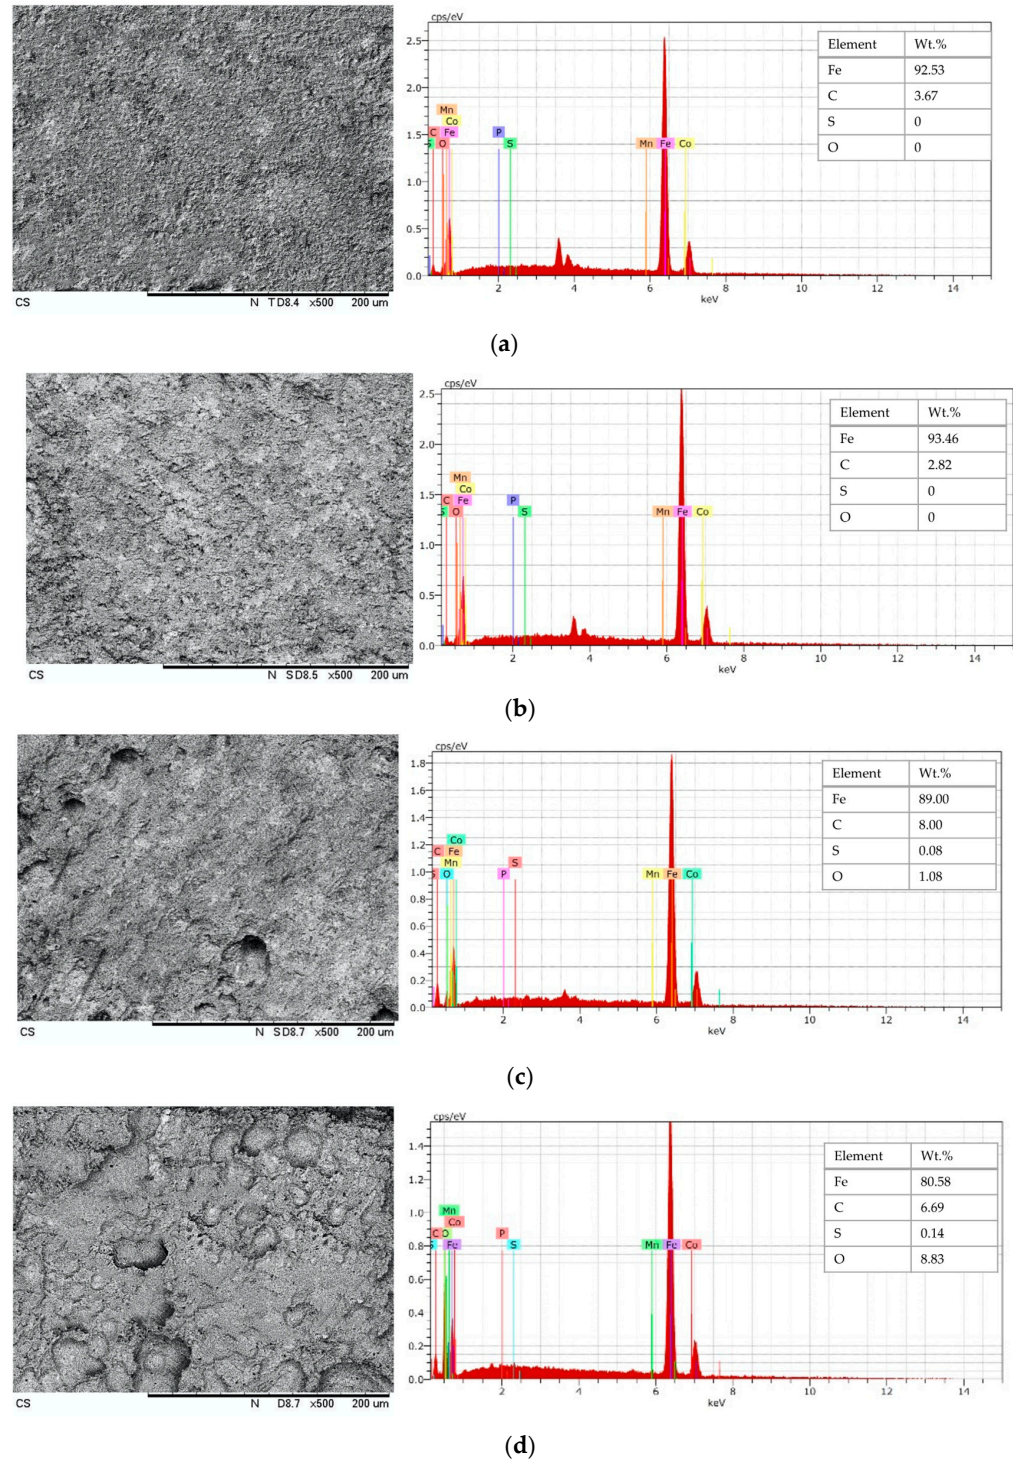 cps/eV
2.5
2.0
1.5
1.0
0.5
0.0
Mn
Co
C Fe
S O
P
S
Mn Fe Co
2 4 6 8 10 12 14
keV
Element Wt.%
Fe 92.53
C 3.67
S 0
O 0
CS N T D8.4 x500 200 um
(a)
cps/eV
2.5
2.0
1.5
1.0
0.5
0.0
Mn
Co
C Fe
S O
P
S
Mn Fe Co
2 4 6 8 10 12 14
keV
Element Wt.%
Fe 93.46
C 2.82
S 0
O 0
CS N S D8.5 x500 200 um
(b)
cps/eV
1.8
1.6
1.4
1.2
1.0
0.8
0.6
0.4
0.2
0.0
Co
C Fe
Mn
S O
S
P
Mn Fe Co
2 4 6 8 10 12 14
keV
Element Wt.%
Fe 89.00
C 8.00
S 0.08
O 1.08
CS N S D8.7 x500 200 um
(c)
cps/eV
1.4
1.2
1.0
0.8
0.6
0.4
0.2
0.0
Mn
Co
C O
S Fe
P
S
Mn Fe Co
2 4 6 8 10 12 14
keV
Element Wt.%
Fe 80.58
C 6.69
S 0.14
O 8.83
CS N D8.7 x500 200 um
(d)